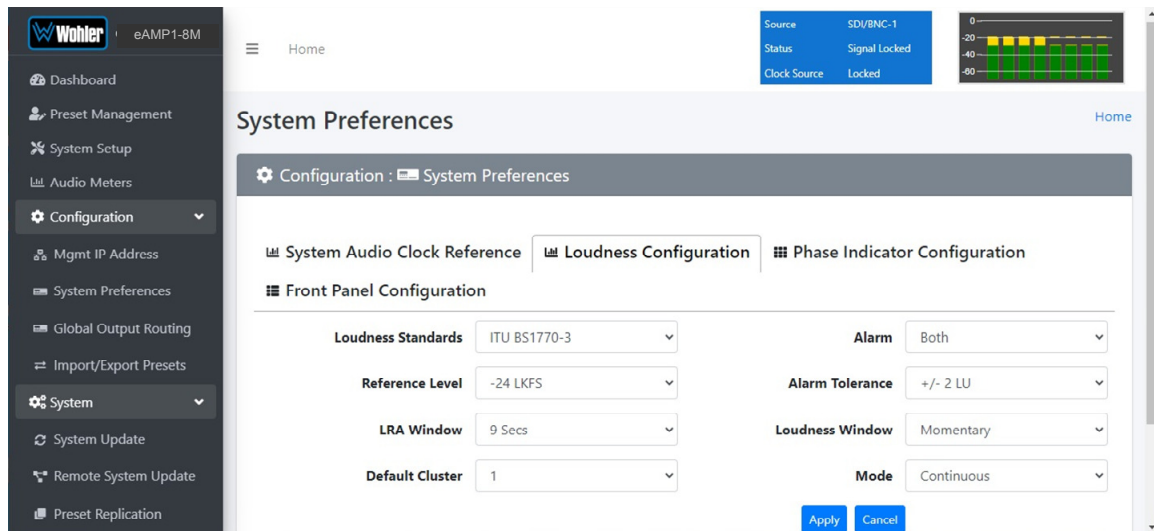 Wohler eAMP1-8M
Dashboard
Preset Management
System Setup
Audio Meters
Configuration
Mgmt IP Address
System Preferences
Global Output Routing
Import/Export Presets
System
System Update
Remote System Update
Preset Replication
Home
Source SDI/BNC-1
Status Signal Locked
Clock Source Locked
0
-20
-40
-60
System Preferences
Home
Configuration : System Preferences
System Audio Clock Reference Loudness Configuration Phase Indicator Configuration
Front Panel Configuration
Loudness Standards ITU BS1770-3 Alarm Both
Reference Level -24 LKFS Alarm Tolerance +/- 2 LU
LRA Window 9 Secs Loudness Window Momentary
Default Cluster 1 Mode Continuous
Apply Cancel